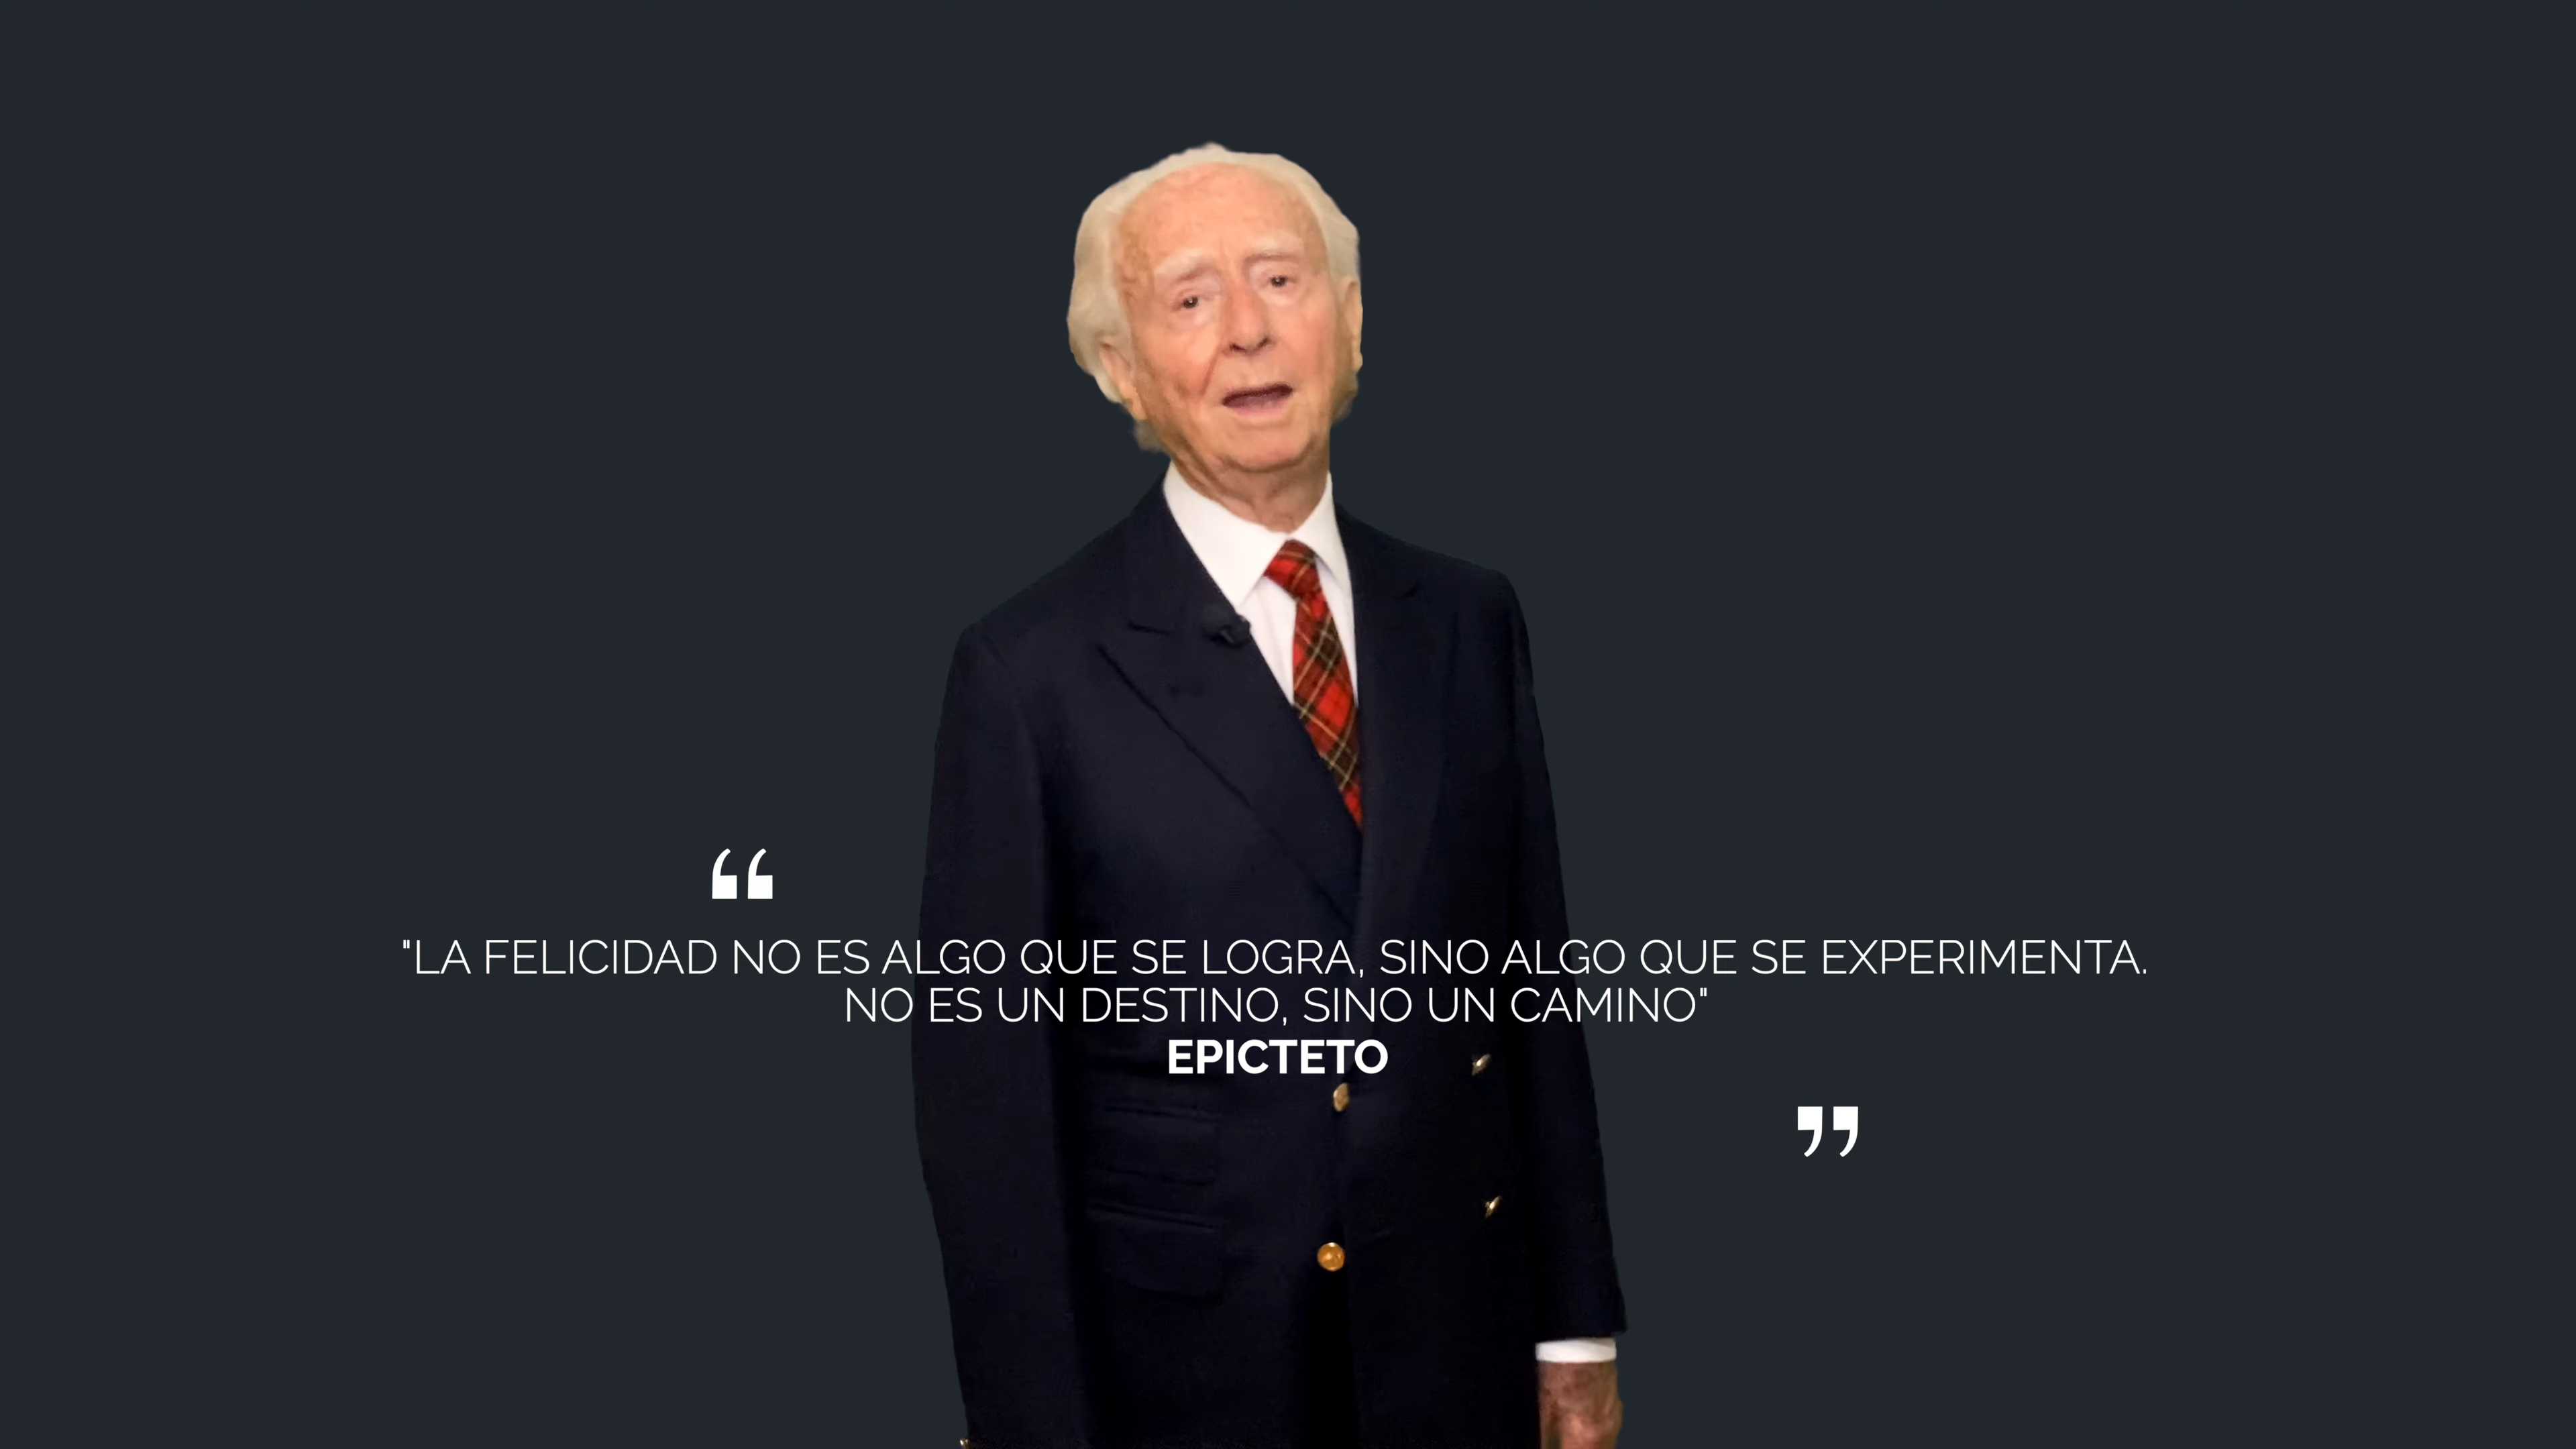 “
"LA FELICIDAD NO ES ALGO QUE SE LOGRA, SINO ALGO QUE SE EXPERIMENTA.
NO ES UN DESTINO, SINO UN CAMINO"
EPICTETO
”